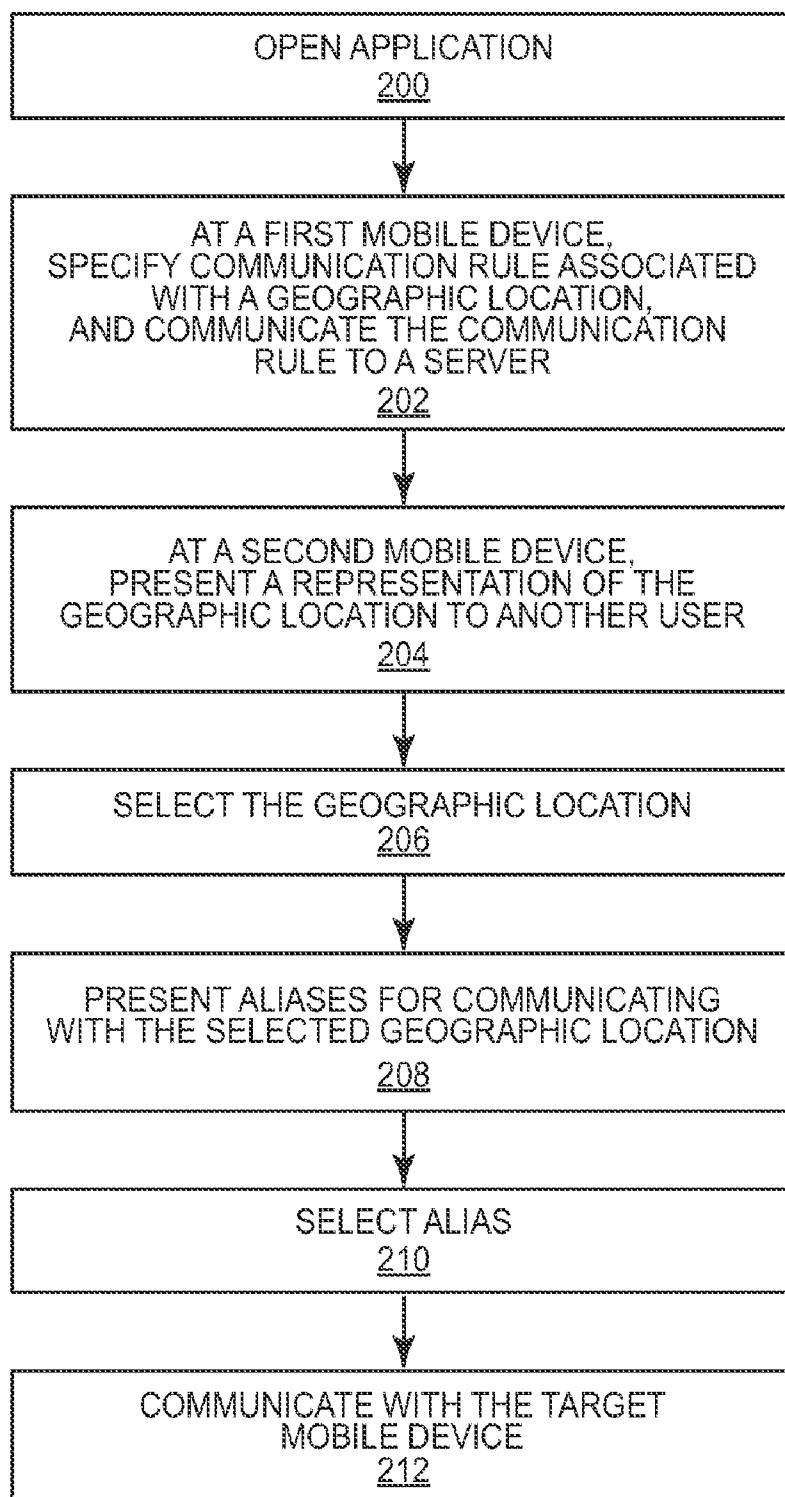 OPEN APPLICATION
200
AT A FIRST MOBILE DEVICE,
SPECIFY COMMUNICATION RULE ASSOCIATED
WITH A GEOGRAPHIC LOCATION,
AND COMMUNICATE THE COMMUNICATION
RULE TO A SERVER
202
AT A SECOND MOBILE DEVICE,
PRESENT A REPRESENTATION OF THE
GEOGRAPHIC LOCATION TO ANOTHER USER
204
SELECT THE GEOGRAPHIC LOCATION
206
PRESENT ALIASES FOR COMMUNICATING
WITH THE SELECTED GEOGRAPHIC LOCATION
208
SELECT ALIAS
210
COMMUNICATE WITH THE TARGET
MOBILE DEVICE
212